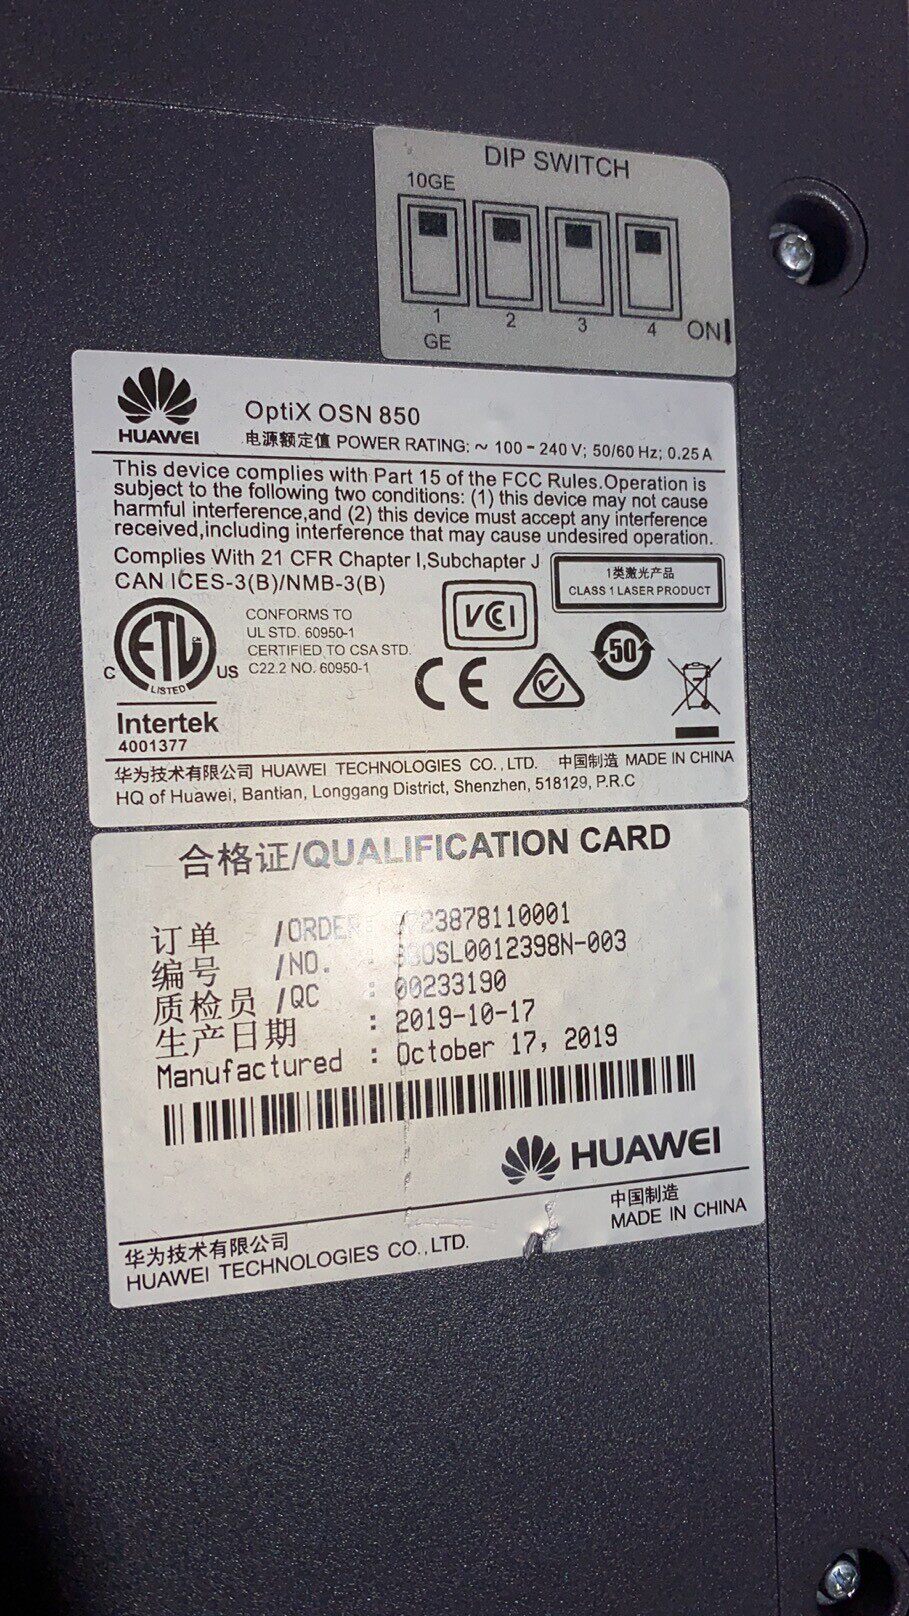 DIP SWITCH
10GE
1 2 3 4 ON
GE
HUAWEI
OptiX OSN 850
电源额定值 POWER RATING: ~ 100-240 V; 50/60 Hz; 0.25 A
This device complies with Part 15 of the FCC Rules.Operation is
subject to the following two conditions: (1) this device may not cause
harmful interference,and (2) this device must accept any interference
received,including interference that may cause undesired operation.
Complies With 21 CFR Chapter I,Subchapter J
CAN ICES-3(B)/NMB-3(B)
1类激光产品
CLASS 1 LASER PRODUCT
ETL CM
LISTED
C US
Intertek
4001377
CONFORMS TO
UL STD. 60950-1
CERTIFIED TO CSA STD.
C22.2 NO. 60950-1
VCI
CE
50
华为技术有限公司 HUAWEI TECHNOLOGIES CO.,LTD. 中国制造 MADE IN CHINA
HQ of Huawei, Bantian, Longgang District, Shenzhen, 518129, P.R.C
合格证/QUALIFICATION CARD
订单 /ORDER
编号 /NO. :
质检员 /QC : 00233190
生产日期 : 2019-10-17
Manufactured : October 17, 2019
HUAWEI
中国制造
MADE IN CHINA
华为技术有限公司
HUAWEI TECHNOLOGIES CO.,LTD.